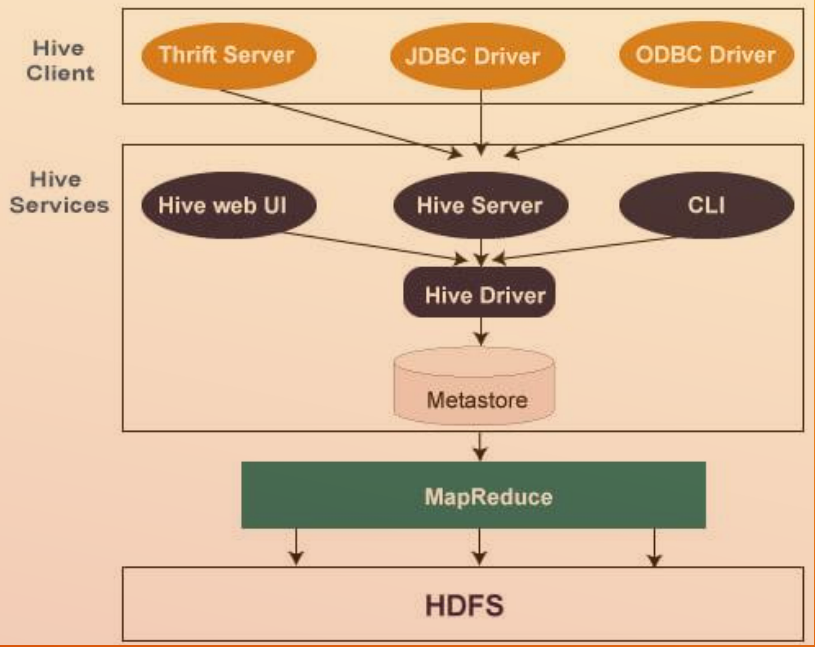 Hive
Client
Thrift Server
JDBC Driver
ODBC Driver
Hive
Services
Hive web UI
Hive Server
CLI
Hive Driver
Metastore
MapReduce
HDFS